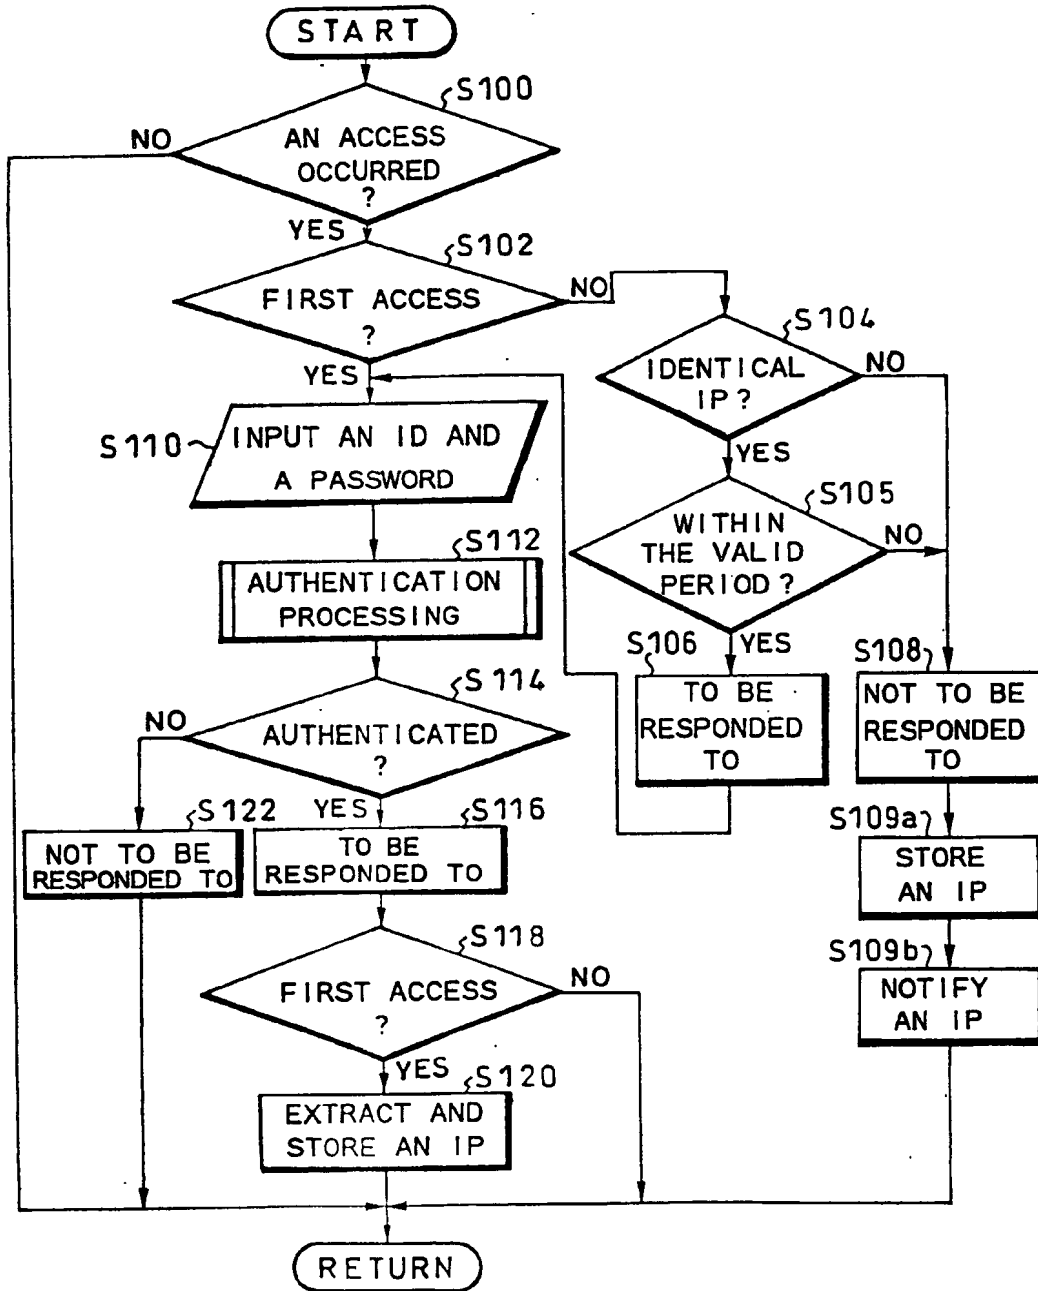 START
S100
NO
AN ACCESS
OCCURRED
?
YES
S102
FIRST ACCESS
?
NO
YES
S104
IDENTICAL
IP?
NO
YES
S110
INPUT AN ID AND
A PASSWORD
S105
WITHIN
THE VALID
PERIOD?
NO
YES
S112
AUTHENTICATION
PROCESSING
S106
TO BE
RESPONDED
TO
S108
NOT TO BE
RESPONDED
TO
S114
NO
AUTHENTICATED
?
YES
S122
NOT TO BE
RESPONDED TO
S116
TO BE
RESPONDED TO
S109a
STORE
AN IP
S118
FIRST ACCESS
?
NO
YES
S109b
NOTIFY
AN IP
S120
EXTRACT AND
STORE AN IP
RETURN